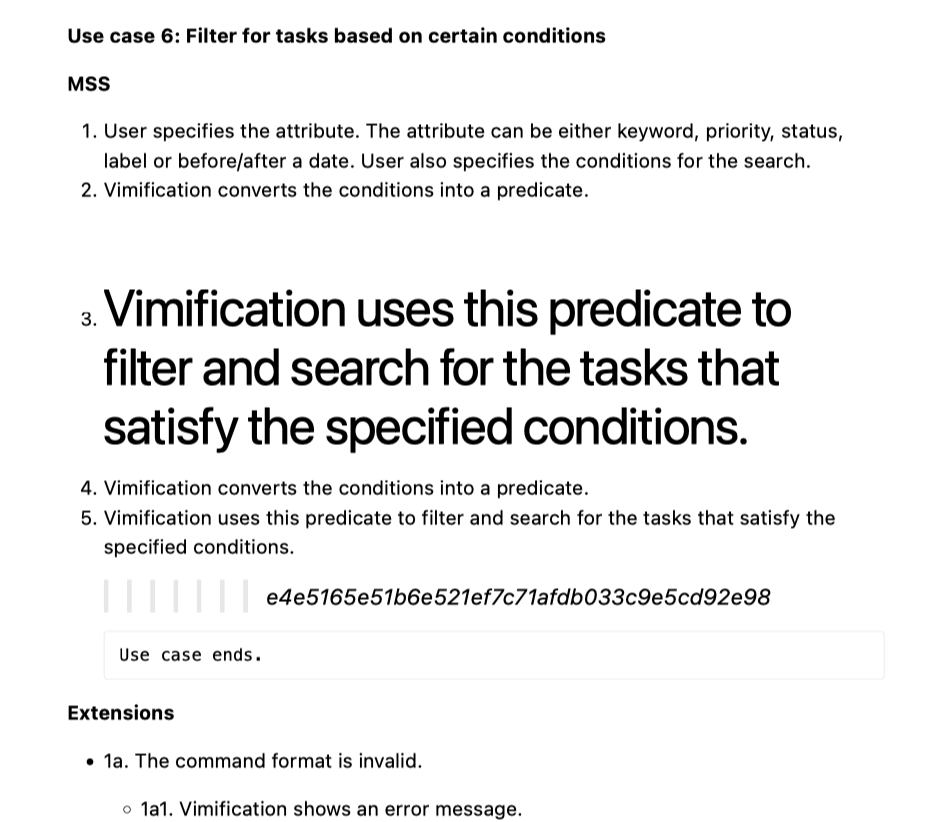 Use case 6: Filter for tasks based on certain conditions
MSS
1. User specifies the attribute. The attribute can be either keyword, priority, status,
label or before/after a date. User also specifies the conditions for the search.
2. Vimification converts the conditions into a predicate.
3. Vimification uses this predicate to
filter and search for the tasks that
satisfy the specified conditions.
4. Vimification converts the conditions into a predicate.
5. Vimification uses this predicate to filter and search for the tasks that satisfy the
specified conditions.
e4e5165e51b6e521ef7c71afdb033c9e5cd92e98
Use case ends.
Extensions
• 1a. The command format is invalid.
◦ 1a1. Vimification shows an error message.